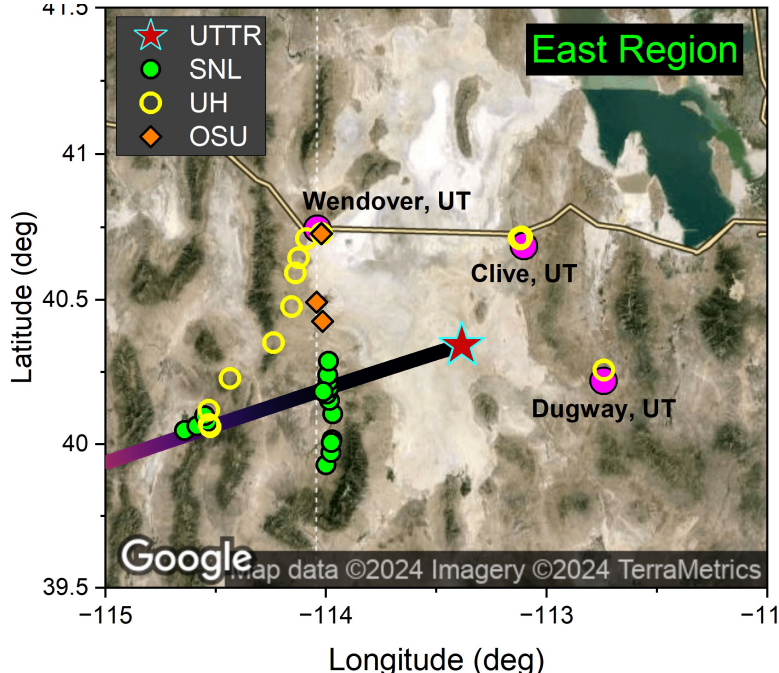 41.5
UTTR
SNL
UH
OSU
East Region
41
Wendover, UT
Clive, UT
40.5
Latitude (deg)
Dugway, UT
40
Google
Map data ©2024 Imagery ©2024 TerraMetrics
39.5
−115
−114
−113
−11
Longitude (deg)